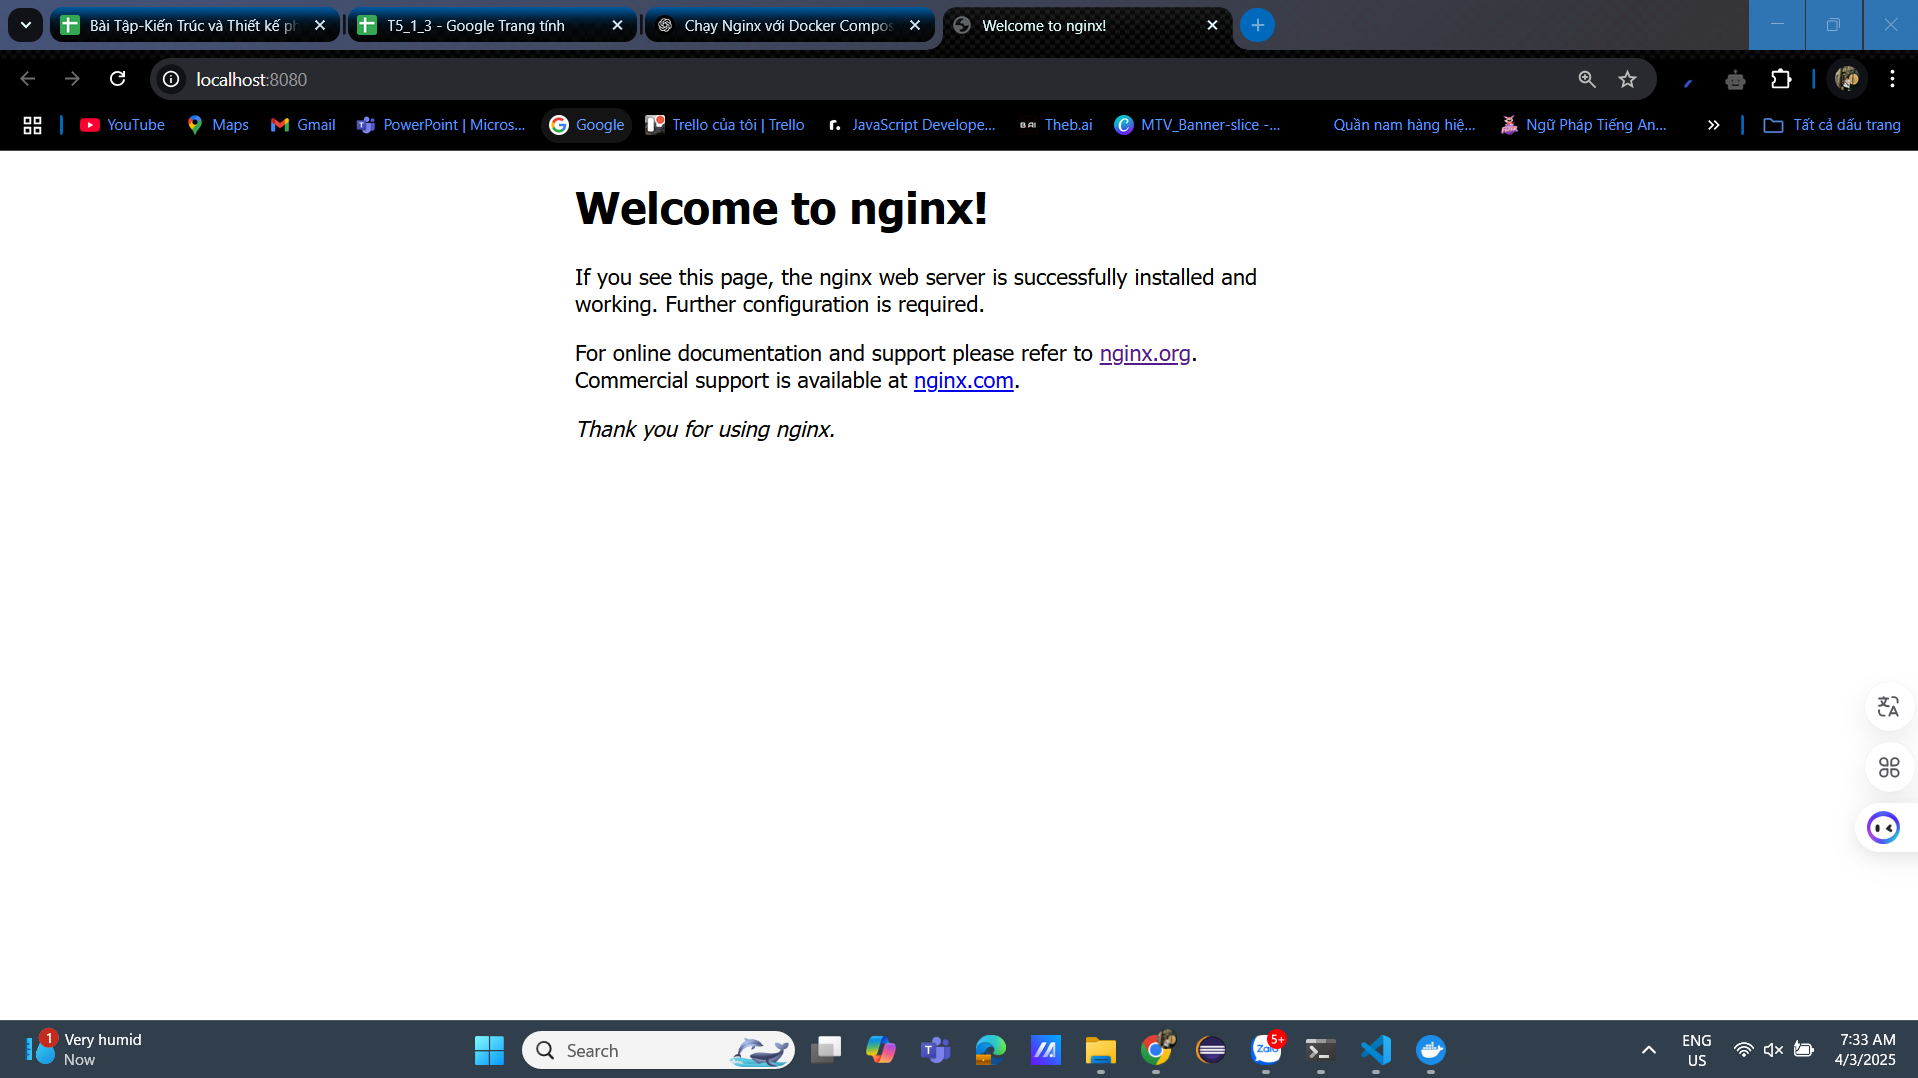 Bài Tập-Kiến Trúc và Thiết kế ph
T5_1_3 - Google Trang tính
Chạy Nginx với Docker Compos
Welcome to nginx!
localhost:8080
YouTube
Maps
Gmail
PowerPoint | Micros...
Google
Trello của tôi | Trello
r.
JavaScript Develope...
B.AI
Theb.ai
MTV_Banner-slice -...
Quần nam hàng hiệ...
Ngữ Pháp Tiếng An...
Tất cả dấu trang
Welcome to nginx!
If you see this page, the nginx web server is successfully installed and
working. Further configuration is required.
For online documentation and support please refer to nginx.org.
Commercial support is available at nginx.com.
Thank you for using nginx.
1
Very humid
Now
Search
Zalo
5+
ENG
US
7:33 AM
4/3/2025